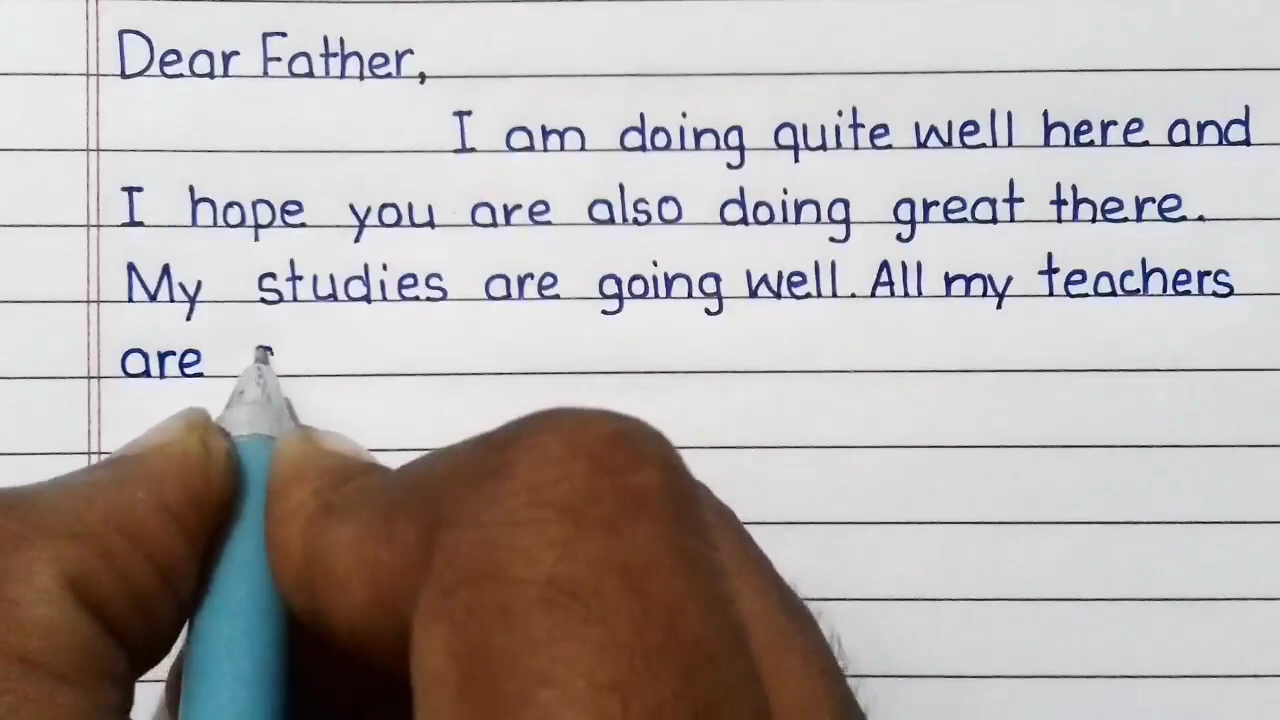 Dear Father,
I am doing quite well here and
I hope you are also doing great there.
My studies are going well. All my teachers
are